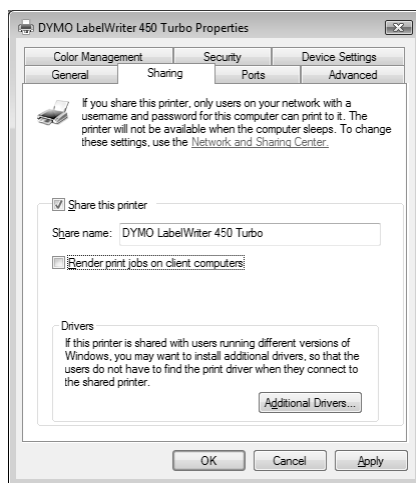 DYMO LabelWriter 450 Turbo Properties
Color Management Security Device Settings
General Sharing Ports Advanced
If you share this printer, only users on your network with a
username and password for this computer can print to it. The
printer will not be available when the computer sleeps. To change
these settings, use the Network and Sharing Center.
Share this printer
Share name: DYMO LabelWriter 450 Turbo
Render print jobs on client computers
Drivers
If this printer is shared with users running different versions of
Windows, you may want to install additional drivers, so that the
users do not have to find the print driver when they connect to
the shared printer.
Additional Drivers...
OK Cancel Apply